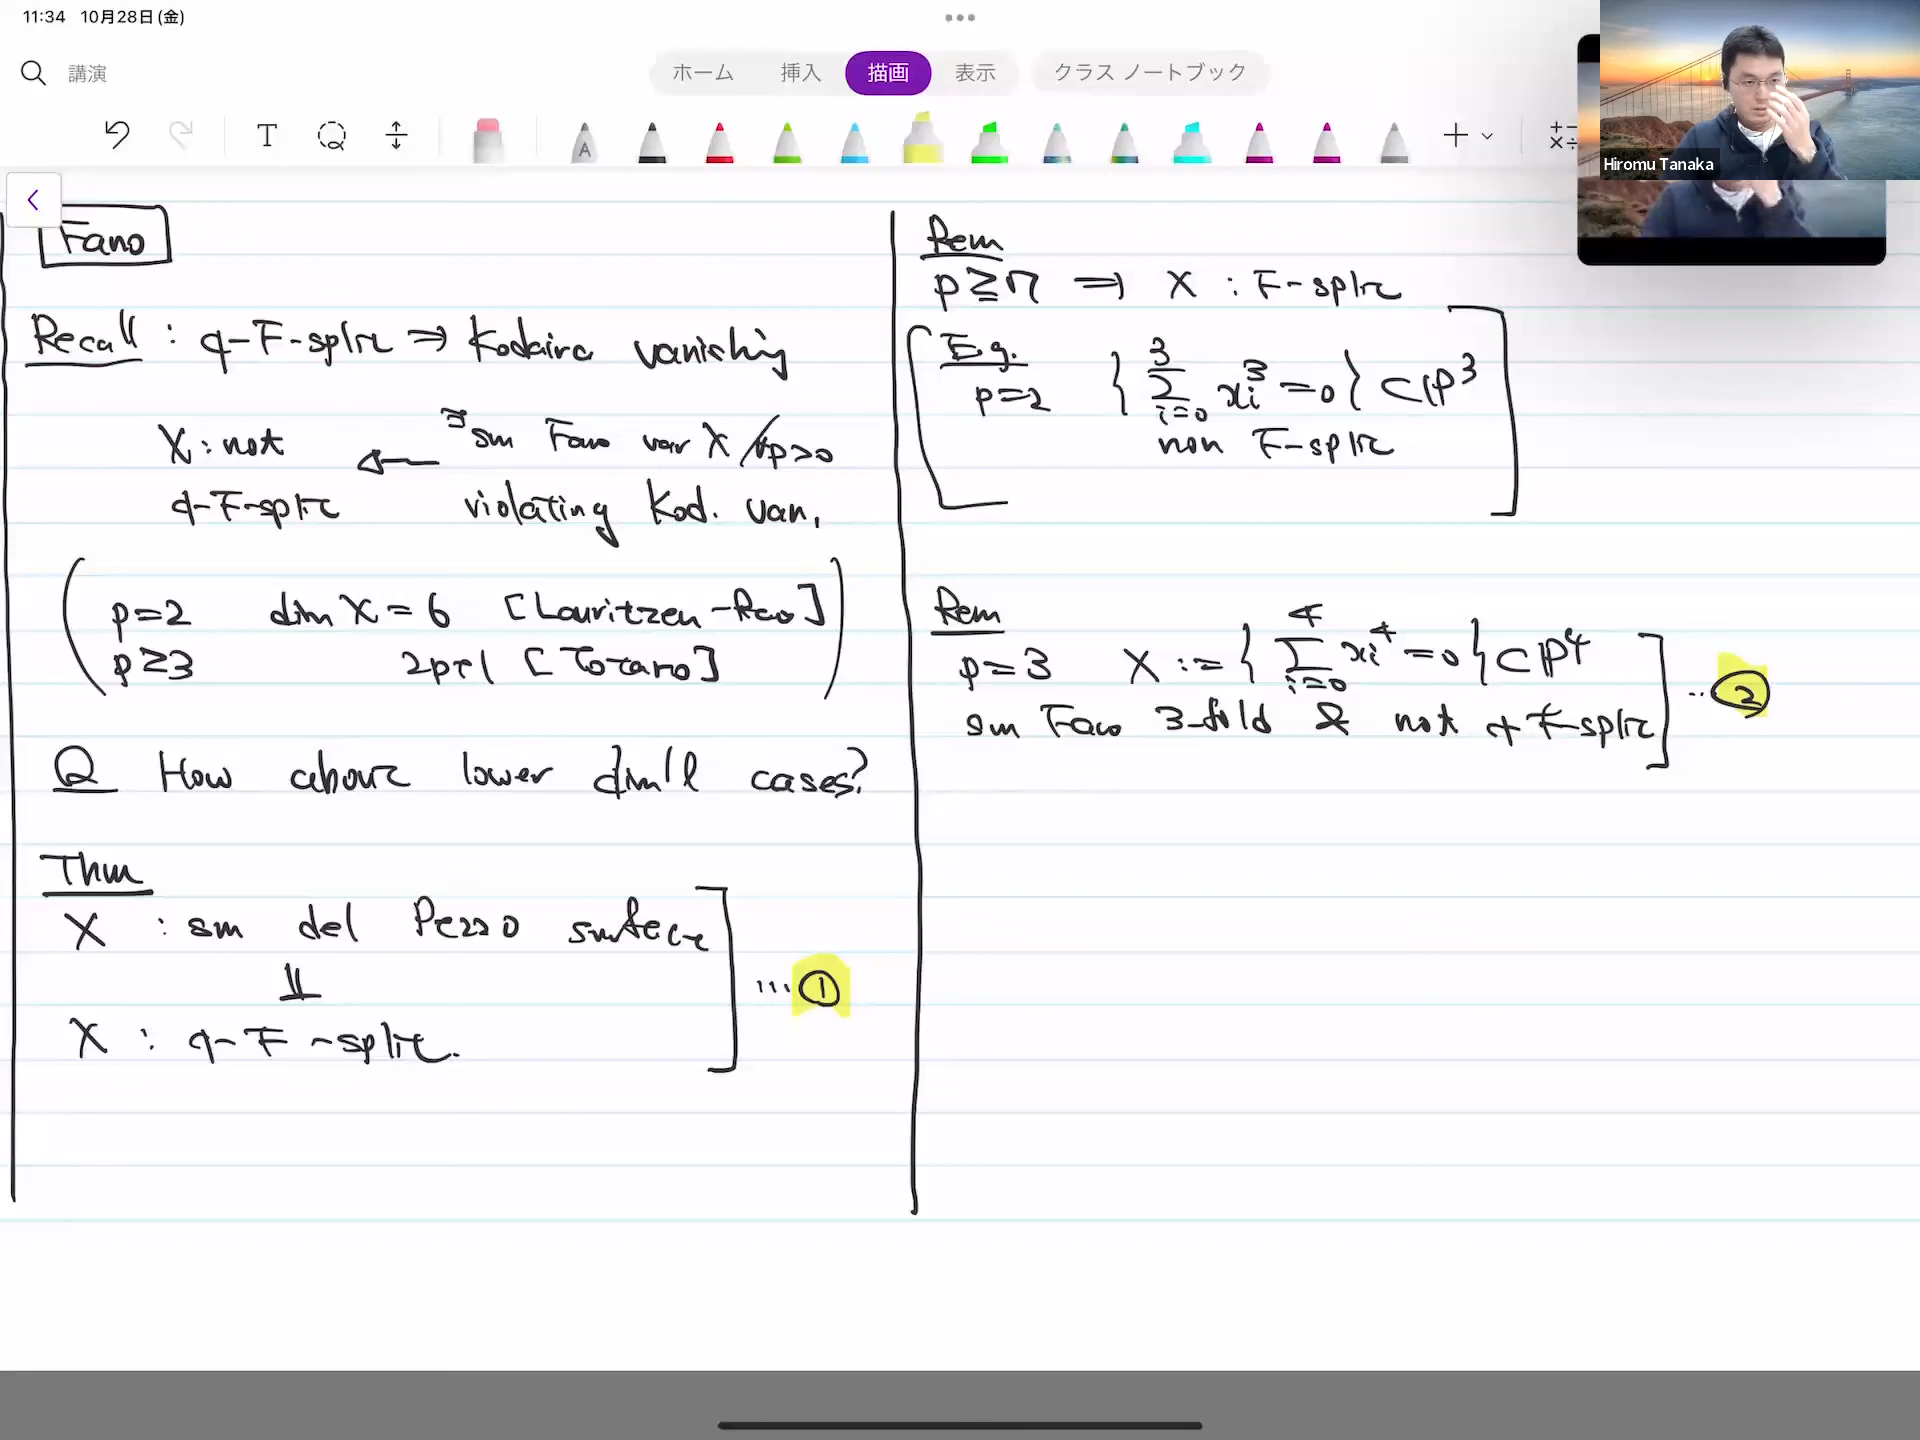 11:34 10月28日(金)
講演
ホーム 挿入 描画 表示 クラス ノートブック
T
A
Hiromu Tanaka
Fano
Recall : q-F-split ⇒ Kodaira vanishing
X : not ← ∃ sm Fano var X / k p>0
q-F-split violating Kod. van.
( p=2 dim X = 6 [Lauritzen-Rao]
p≥3 2p-1 [Totaro] )
Q How about lower dim'l cases?
Thm
X : sm del Pezzo surface
⇓ ... ①
X : q-F-split.
Rem
p≥7 ⇒ X : F-split
[ E.g.
p=2 { ∑_{i=0}^{3} x_i^3 = 0 } ⊂ P^3
non F-split ]
Rem
p=3 X := { ∑_{i=0}^{4} x_i^4 = 0 } ⊂ P^4
sm Fano 3-fold & not q F-split ] ... ②